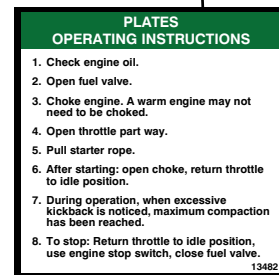 PLATES
OPERATING INSTRUCTIONS
1. Check engine oil.
2. Open fuel valve.
3. Choke engine. A warm engine may not
need to be choked.
4. Open throttle part way.
5. Pull starter rope.
6. After starting: open choke, return throttle
to idle position.
7. During operation, when excessive
kickback is noticed, maximum compaction
has been reached.
8. To stop: Return throttle to idle position,
use engine stop switch, close fuel valve.
13482